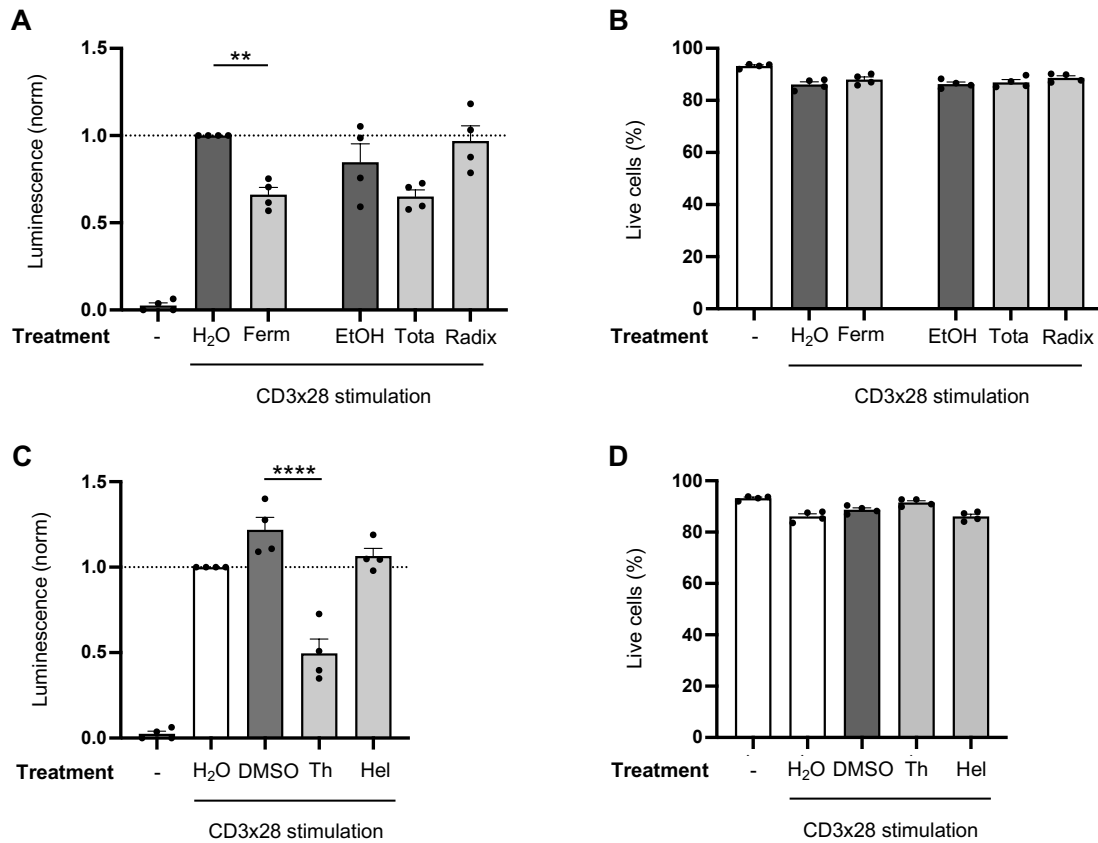 A
Luminescence (norm)
1.5
1.0
0.5
0.0
**
Treatment - H₂O Ferm EtOH Tota Radix
CD3x28 stimulation
B
Live cells (%)
100
80
60
40
20
0
Treatment - H₂O Ferm EtOH Tota Radix
CD3x28 stimulation
C
Luminescence (norm)
1.5
1.0
0.5
0.0
****
Treatment - H₂O DMSO Th Hel
CD3x28 stimulation
D
Live cells (%)
100
80
60
40
20
0
Treatment - H₂O DMSO Th Hel
CD3x28 stimulation